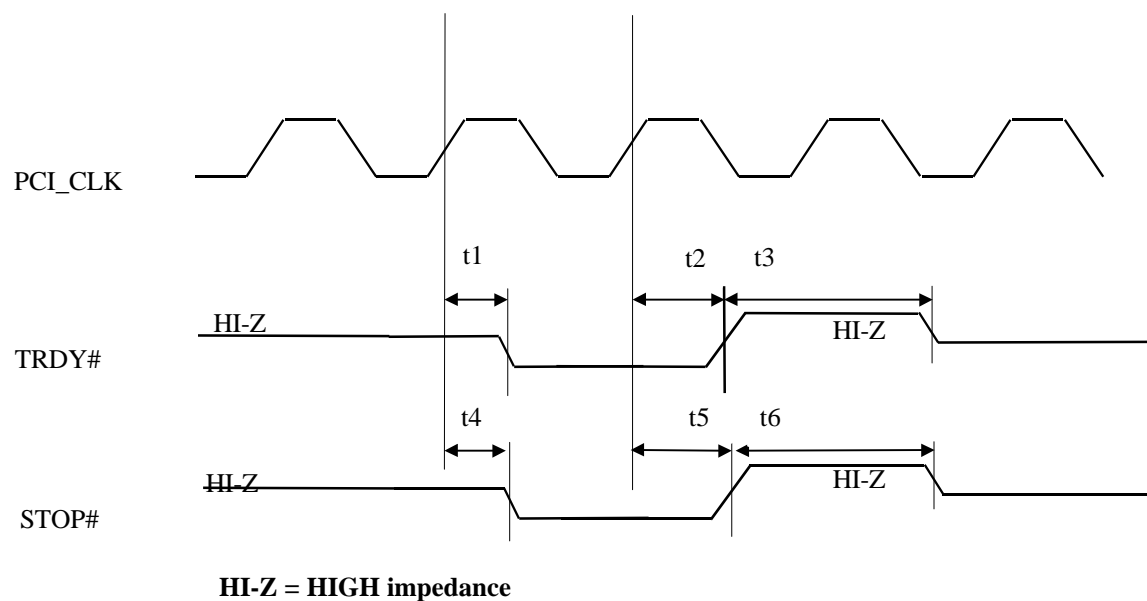 PCI_CLK
t1 t2 t3
HI-Z HI-Z
TRDY#
t4 t5 t6
HI-Z HI-Z
STOP#
HI-Z = HIGH impedance